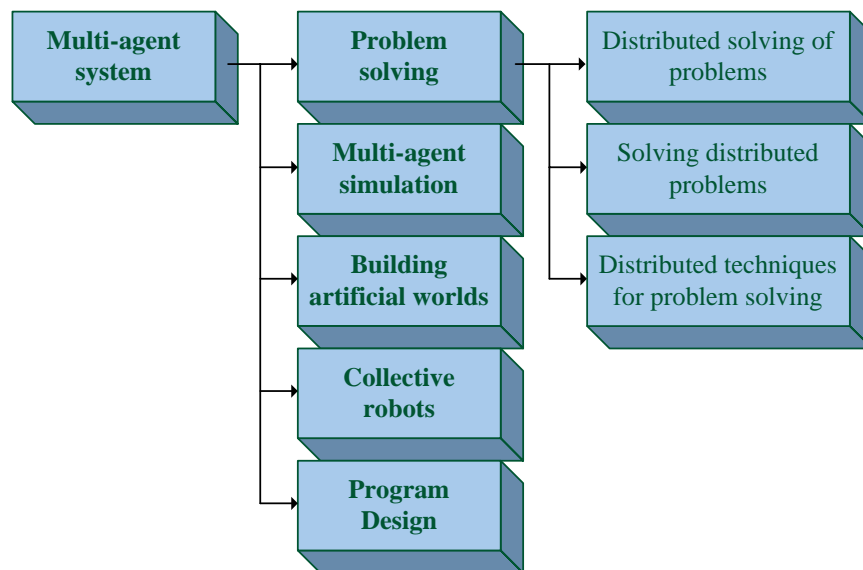 Multi-agent
system
Problem
solving
Distributed solving of
problems
Multi-agent
simulation
Solving distributed
problems
Building
artificial worlds
Distributed techniques
for problem solving
Collective
robots
Program
Design